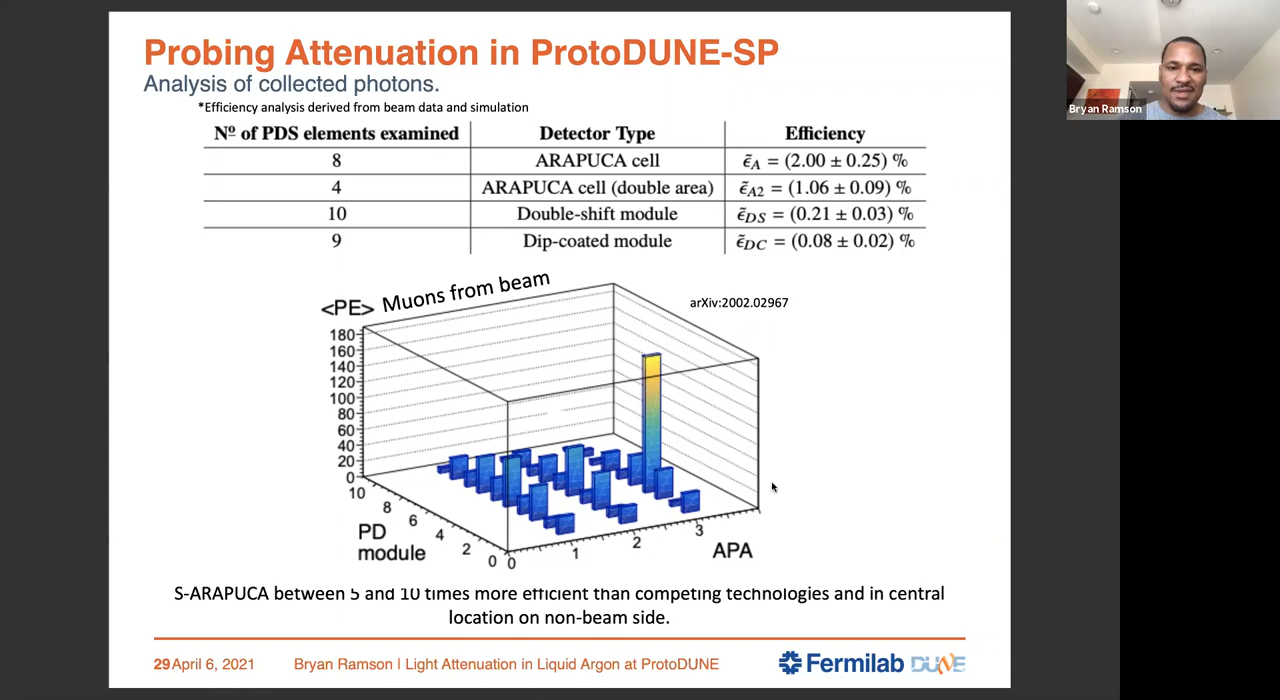 Probing Attenuation in ProtoDUNE-SP
Analysis of collected photons.
*Efficiency analysis derived from beam data and simulation
Nº of PDS elements examined Detector Type Efficiency
8 ARAPUCA cell ϵ̃A = (2.00 ± 0.25) %
4 ARAPUCA cell (double area) ϵ̃A2 = (1.06 ± 0.09) %
10 Double-shift module ϵ̃DS = (0.21 ± 0.03) %
9 Dip-coated module ϵ̃DC = (0.08 ± 0.02) %
<PE> Muons from beam
arXiv:2002.02967
180
160
140
120
100
80
60
40
20
0
10
8
6
4
2
0
PD
module
0
1
2
3
APA
S-ARAPUCA between 5 and 10 times more efficient than competing technologies and in central
location on non-beam side.
29 April 6, 2021 Bryan Ramson | Light Attenuation in Liquid Argon at ProtoDUNE Fermilab DUNE
Bryan Ramson